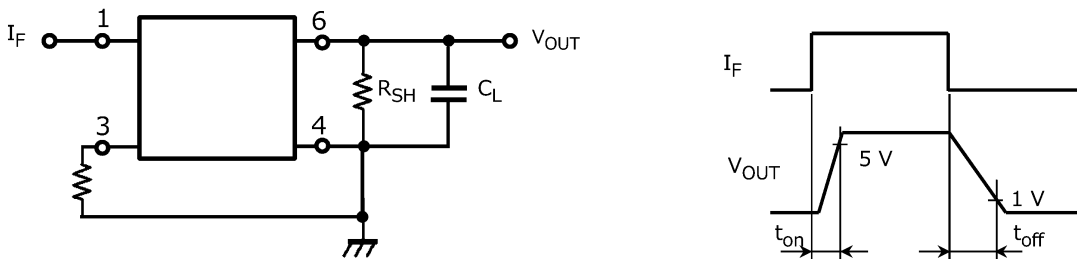 I_F 1 6 V_OUT
R_SH C_L
3 4
I_F
V_OUT 5 V
1 V
t_on t_off